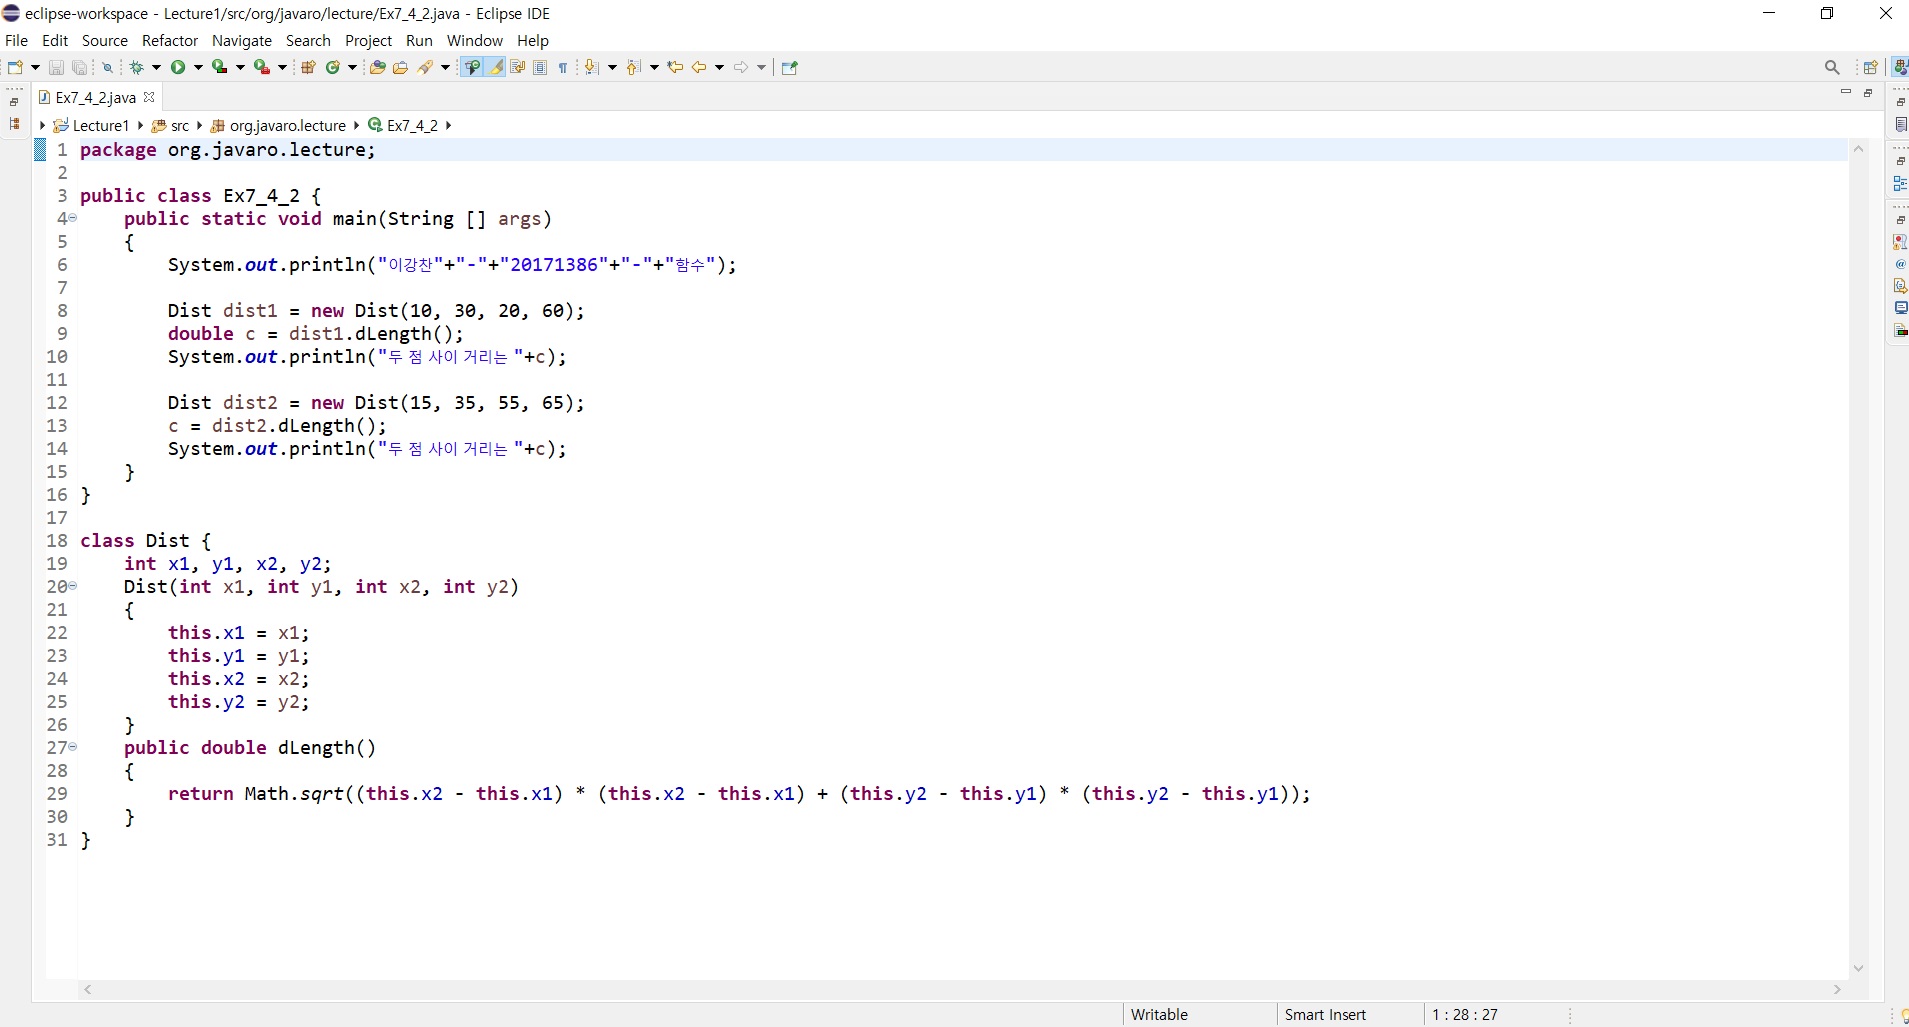 eclipse-workspace - Lecture1/src/org/javaro/lecture/Ex7_4_2.java - Eclipse IDE
File Edit Source Refactor Navigate Search Project Run Window Help
Ex7_4_2.java
Lecture1 src org.javaro.lecture Ex7_4_2
1 package org.javaro.lecture;
2
3 public class Ex7_4_2 {
4     public static void main(String [] args)
5     {
6         System.out.println("이강찬"+"-"+"20171386"+"-"+"함수");
7
8         Dist dist1 = new Dist(10, 30, 20, 60);
9         double c = dist1.dLength();
10         System.out.println("두 점 사이 거리는 "+c);
11
12         Dist dist2 = new Dist(15, 35, 55, 65);
13         c = dist2.dLength();
14         System.out.println("두 점 사이 거리는 "+c);
15     }
16 }
17
18 class Dist {
19     int x1, y1, x2, y2;
20     Dist(int x1, int y1, int x2, int y2)
21     {
22         this.x1 = x1;
23         this.y1 = y1;
24         this.x2 = x2;
25         this.y2 = y2;
26     }
27     public double dLength()
28     {
29         return Math.sqrt((this.x2 - this.x1) * (this.x2 - this.x1) + (this.y2 - this.y1) * (this.y2 - this.y1));
30     }
31 }
Writable Smart Insert 1 : 28 : 27